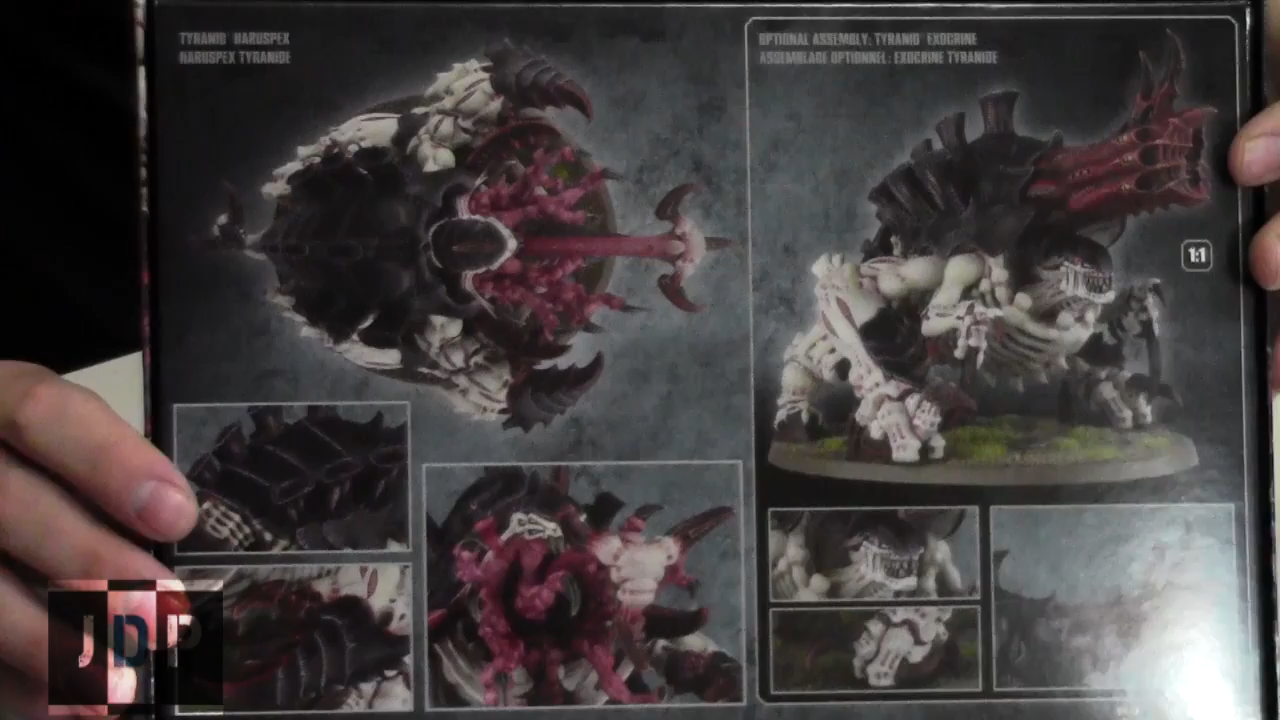 TYRANID HARUSPEX
HARUSPEX TYRANIDE
OPTIONAL ASSEMBLY: TYRANID EXOCRINE
ASSEMBLAGE OPTIONNEL: EXOCRINE TYRANIDE
1:1
JDP